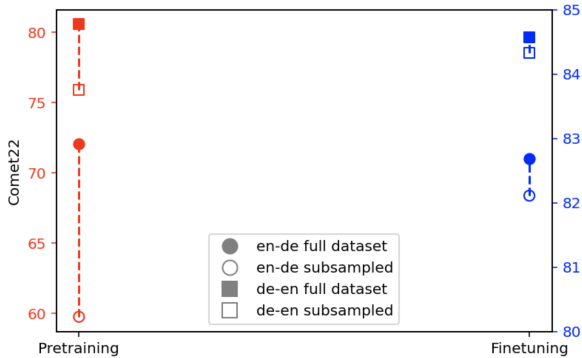 Comet22
80
75
70
65
60
85
84
83
82
81
80
en-de full dataset
en-de subsampled
de-en full dataset
de-en subsampled
Pretraining
Finetuning